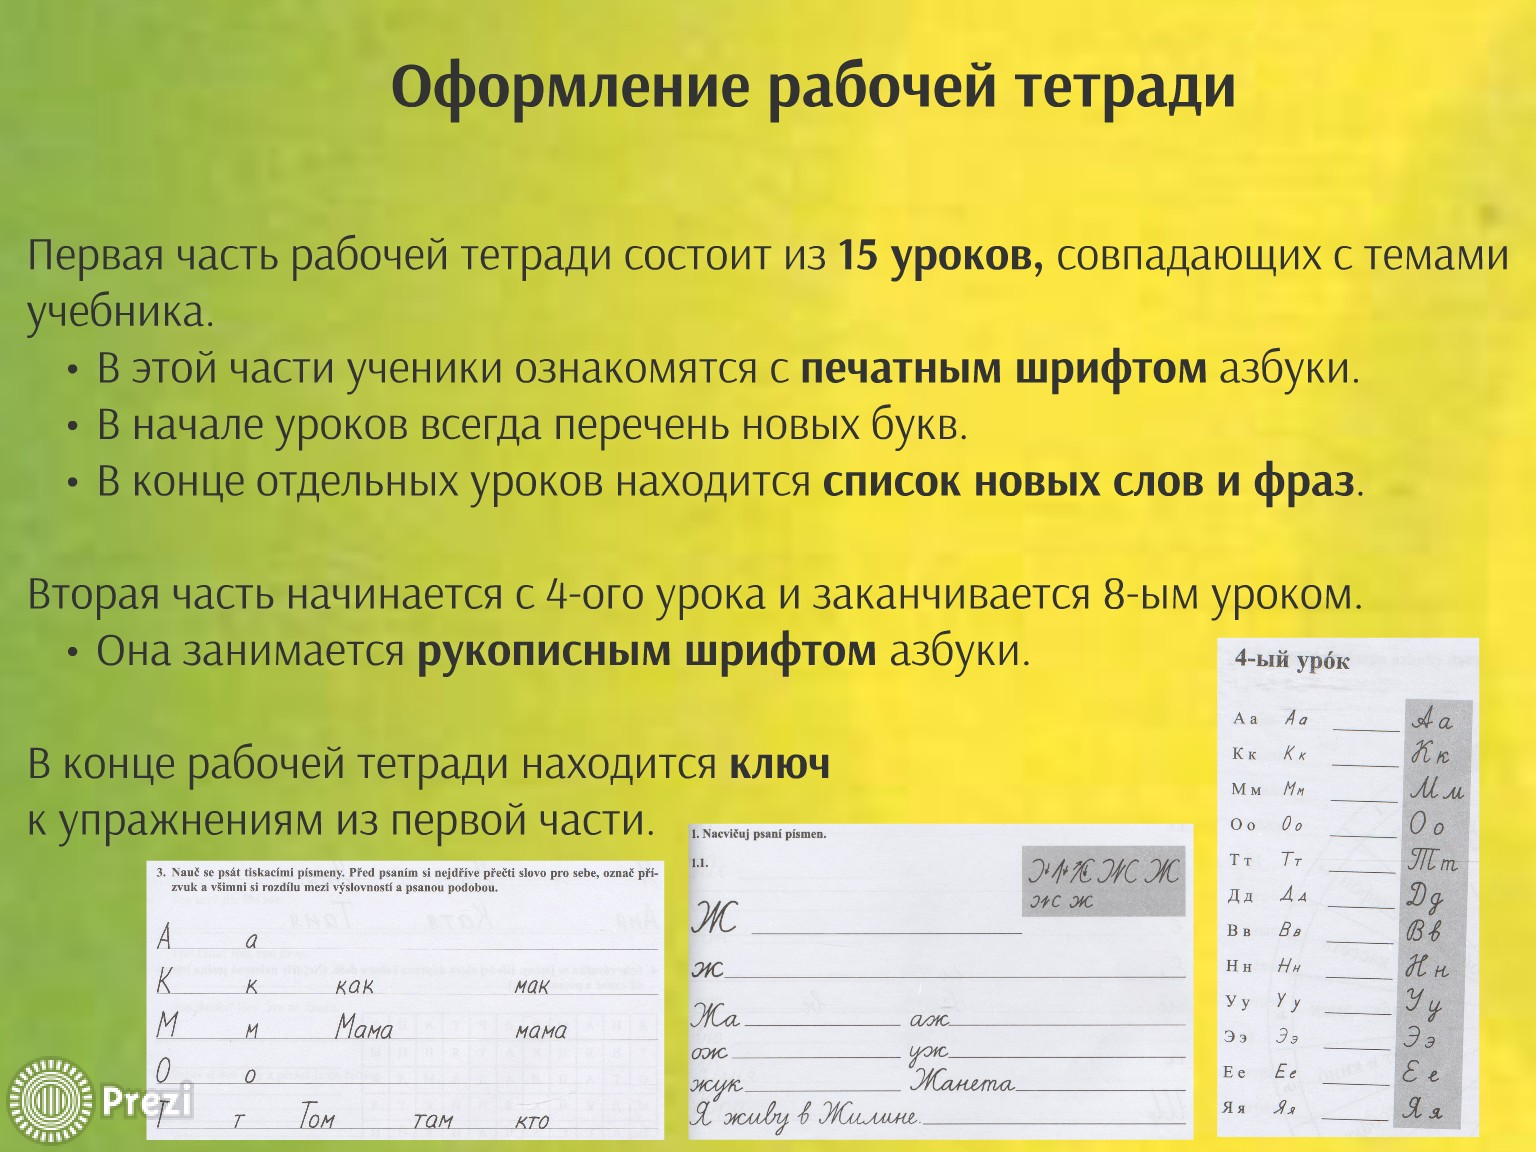 Оформление рабочей тетради
Первая часть рабочей тетради состоит из 15 уроков, совпадающих с темами
учебника.
• В этой части ученики ознакомятся с печатным шрифтом азбуки.
• В начале уроков всегда перечень новых букв.
• В конце отдельных уроков находится список новых слов и фраз.
Вторая часть начинается с 4-ого урока и заканчивается 8-ым уроком.
• Она занимается рукописным шрифтом азбуки.
В конце рабочей тетради находится ключ
к упражнениям из первой части.
3. Nauč se psát tiskacími písmeny. Před psaním si nejdříve přečti slovo pro sebe, označ pří-
zvuk a všimni si rozdílu mezi výslovností a psanou podobou.
А а
К к как мак
М м Мама мама
О о
Т т Том там кто
1. Nacvičuj psaní písmen.
1.1.
Ж Ж
ж ж
Ж
ж
Жа аж
ож уж
жук Жанета
Я живу в Жилине.
4-ый уро́к
А а А а А а
К к К к К к
М м М м М м
О о О о О о
Т т Т т Т т
Д д Д д Д д
В в В в В в
Н н Н н Н н
У у У у У у
Э э Э э Э э
Е е Е е Е е
Я я Я я Я я
Prezi